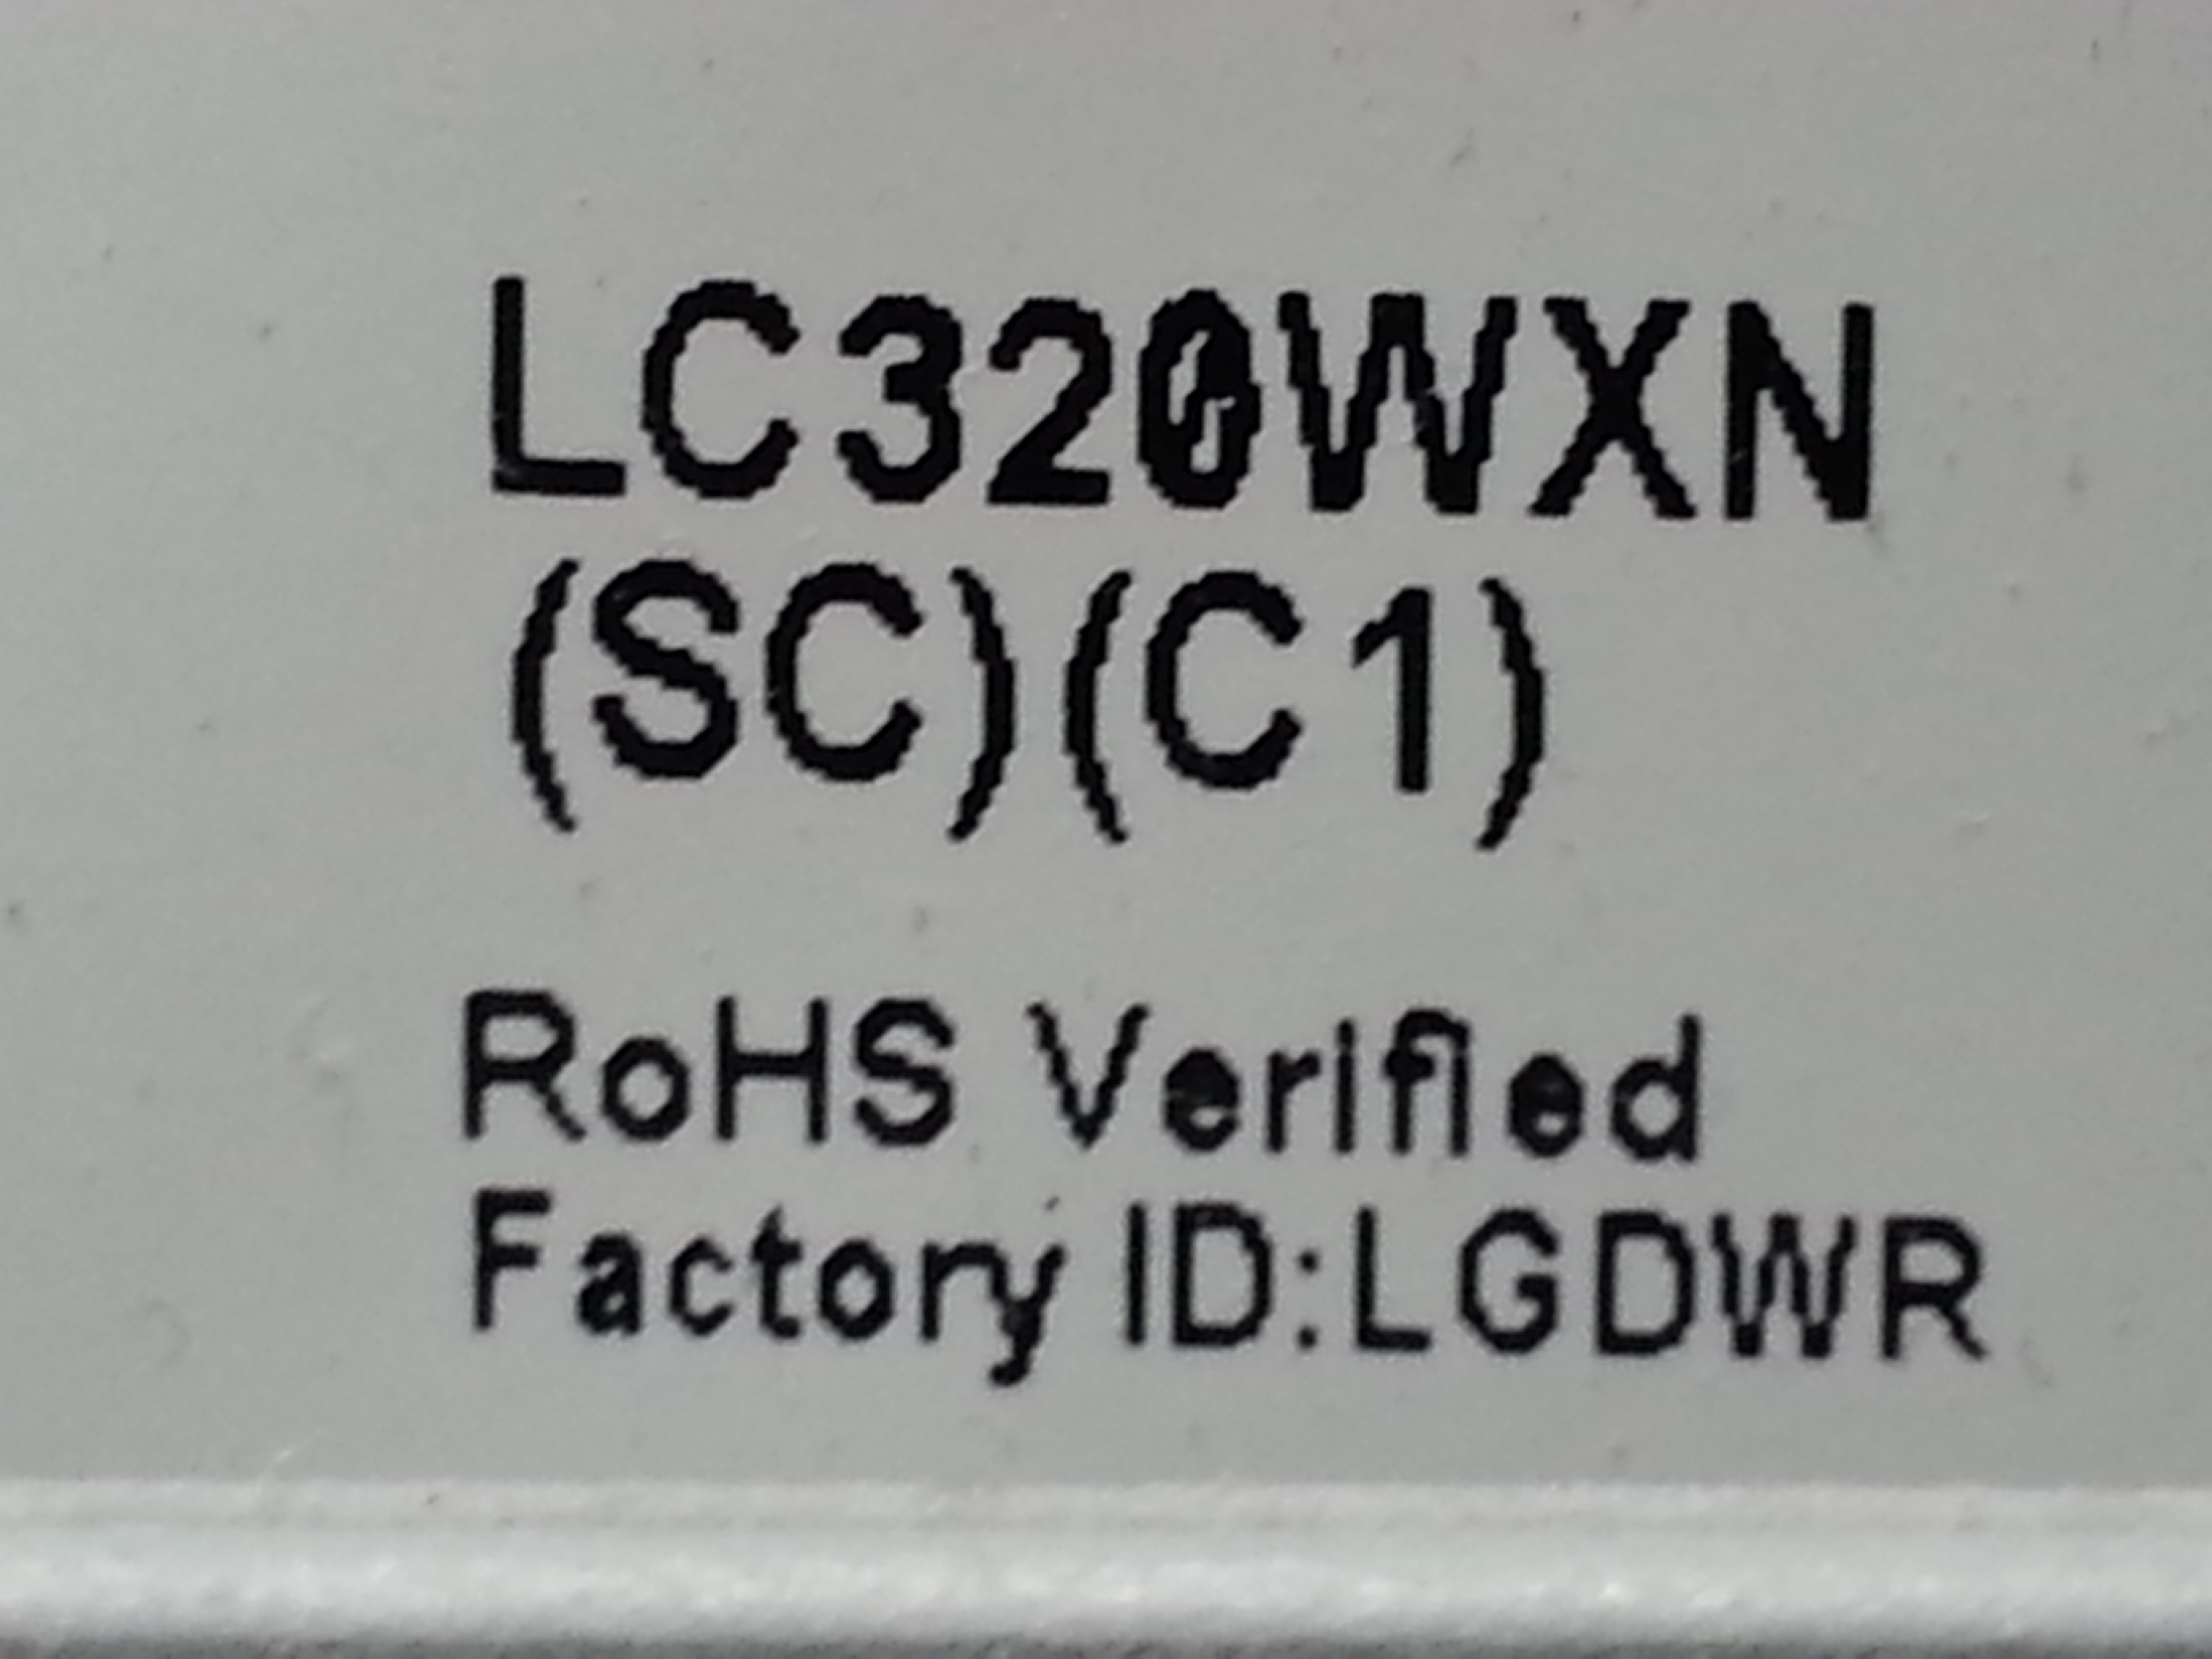 LC320WXN
(SC)(C1)
RoHS Verified
Factory ID:LGDWR